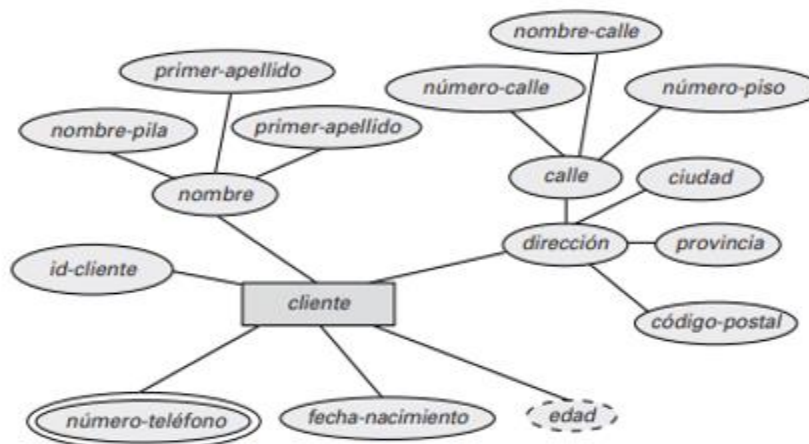 nombre-calle
primer-apellido
número-calle
número-piso
nombre-pila
primer-apellido
calle
ciudad
nombre
dirección
provincia
id-cliente
cliente
código-postal
número-teléfono
fecha-nacimiento
edad